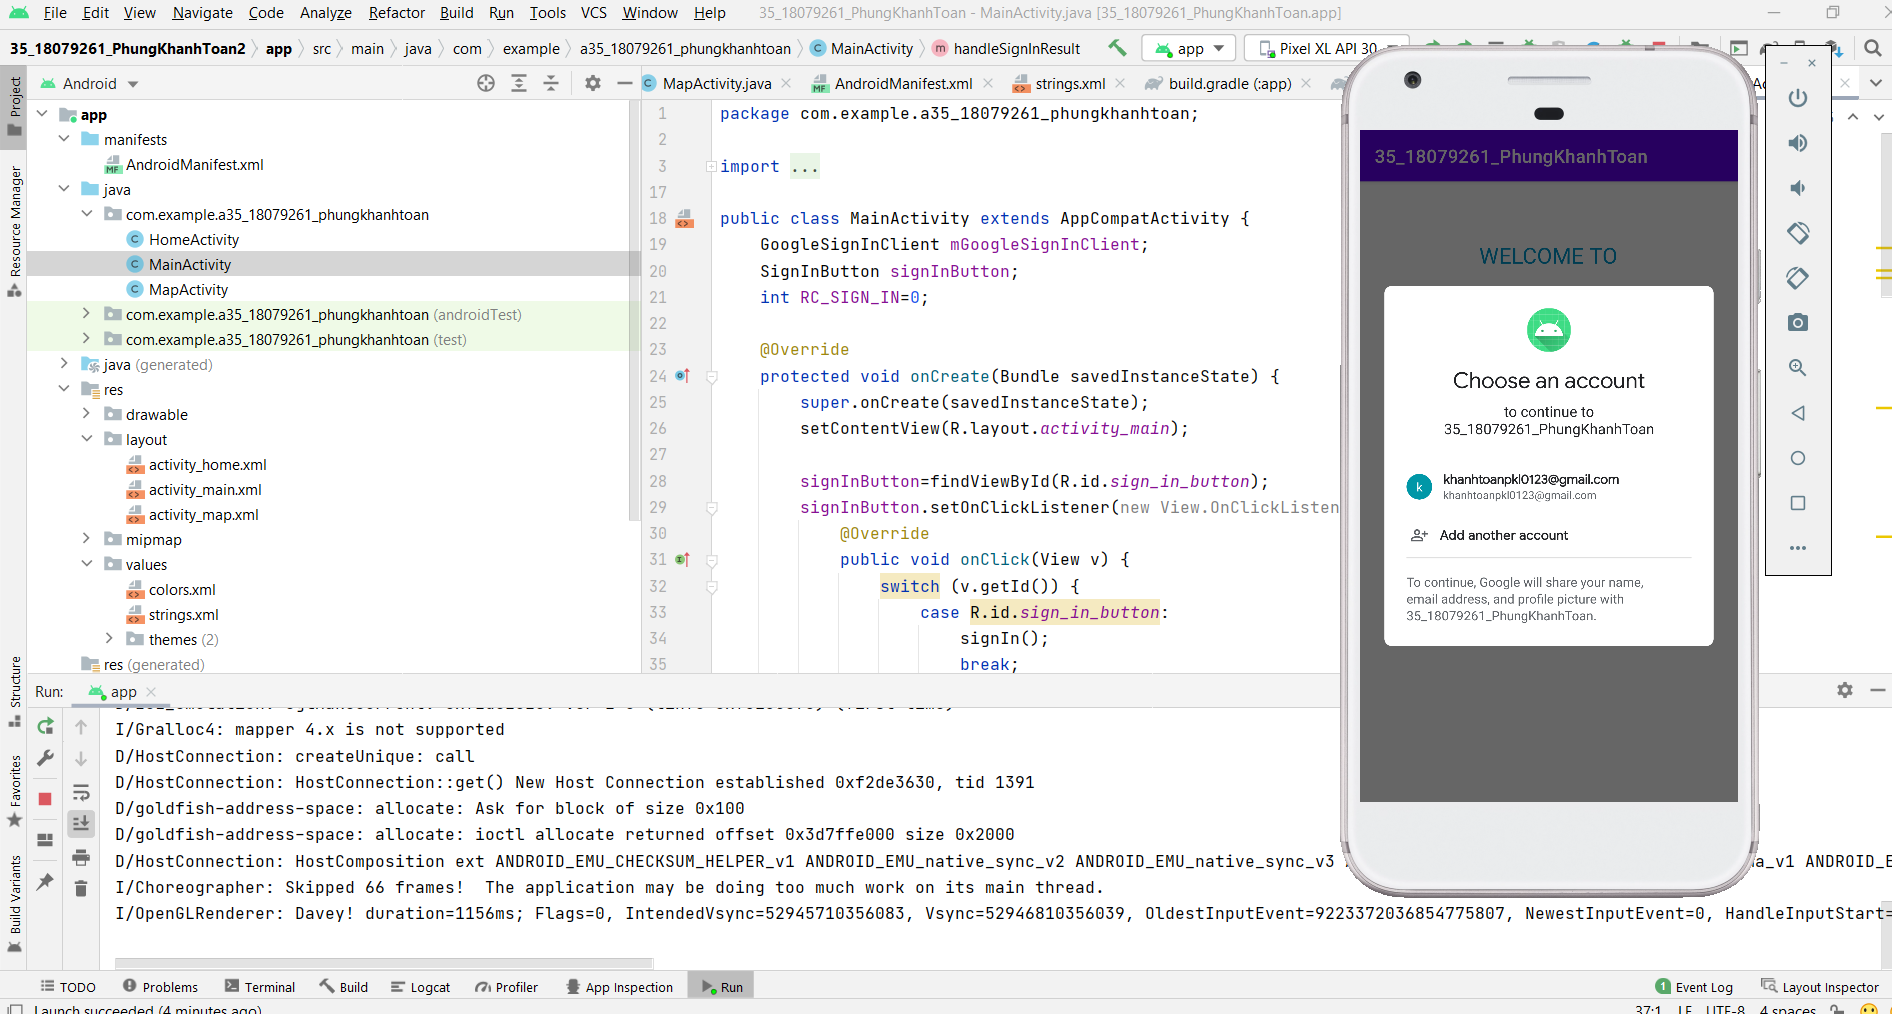 File Edit View Navigate Code Analyze Refactor Build Run Tools VCS Window Help 35_18079261_PhungKhanhToan - MainActivity.java [35_18079261_PhungKhanhToan.app]
35_18079261_PhungKhanhToan2 app src main java com example a35_18079261_phungkhanhtoan MainActivity handleSignInResult app Pixel XL API 30
Android
MapActivity.java AndroidManifest.xml strings.xml build.gradle (:app)
Project
Resource Manager
Structure
Favorites
Build Variants
app
manifests
AndroidManifest.xml
java
com.example.a35_18079261_phungkhanhtoan
HomeActivity
MainActivity
MapActivity
com.example.a35_18079261_phungkhanhtoan (androidTest)
com.example.a35_18079261_phungkhanhtoan (test)
java (generated)
res
drawable
layout
activity_home.xml
activity_main.xml
activity_map.xml
mipmap
values
colors.xml
strings.xml
themes (2)
res (generated)
1 package com.example.a35_18079261_phungkhanhtoan;
2
3 import ...
17
18 public class MainActivity extends AppCompatActivity {
19 GoogleSignInClient mGoogleSignInClient;
20 SignInButton signInButton;
21 int RC_SIGN_IN=0;
22
23 @Override
24 protected void onCreate(Bundle savedInstanceState) {
25 super.onCreate(savedInstanceState);
26 setContentView(R.layout.activity_main);
27
28 signInButton=findViewById(R.id.sign_in_button);
29 signInButton.setOnClickListener(new View.OnClickListen
30 @Override
31 public void onClick(View v) {
32 switch (v.getId()) {
33 case R.id.sign_in_button:
34 signIn();
35 break;
35_18079261_PhungKhanhToan
WELCOME TO
Choose an account
to continue to
35_18079261_PhungKhanhToan
k
khanhtoanpkl0123@gmail.com
khanhtoanpkl0123@gmail.com
Add another account
To continue, Google will share your name,
email address, and profile picture with
35_18079261_PhungKhanhToan.
Run: app
I/Gralloc4: mapper 4.x is not supported
D/HostConnection: createUnique: call
D/HostConnection: HostConnection::get() New Host Connection established 0xf2de3630, tid 1391
D/goldfish-address-space: allocate: Ask for block of size 0x100
D/goldfish-address-space: allocate: ioctl allocate returned offset 0x3d7ffe000 size 0x2000
D/HostConnection: HostComposition ext ANDROID_EMU_CHECKSUM_HELPER_v1 ANDROID_EMU_native_sync_v2 ANDROID_EMU_native_sync_v3 a_v1 ANDROID_E
I/Choreographer: Skipped 66 frames! The application may be doing too much work on its main thread.
I/OpenGLRenderer: Davey! duration=1156ms; Flags=0, IntendedVsync=52945710356083, Vsync=52946810356039, OldestInputEvent=9223372036854775807, NewestInputEvent=0, HandleInputStart=
TODO Problems Terminal Build Logcat Profiler App Inspection Run 1 Event Log Layout Inspector
Launch succeeded (4 minutes ago) 37:1 LF UTF-8 4 spaces